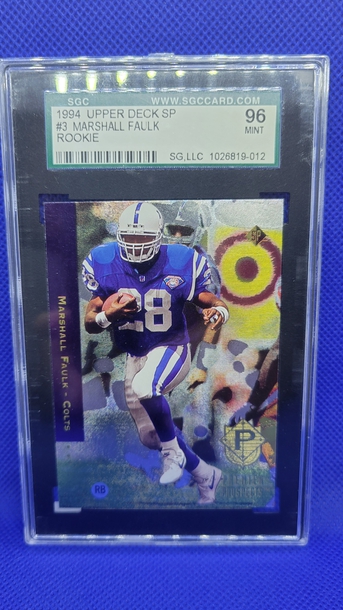 SGC WWW.SGCCARD.COM
1994 UPPER DECK SP 96
#3 MARSHALL FAULK MINT
ROOKIE
SG,LLC 1026819-012
28
28
MARSHALL FAULK - COLTS
P
RB